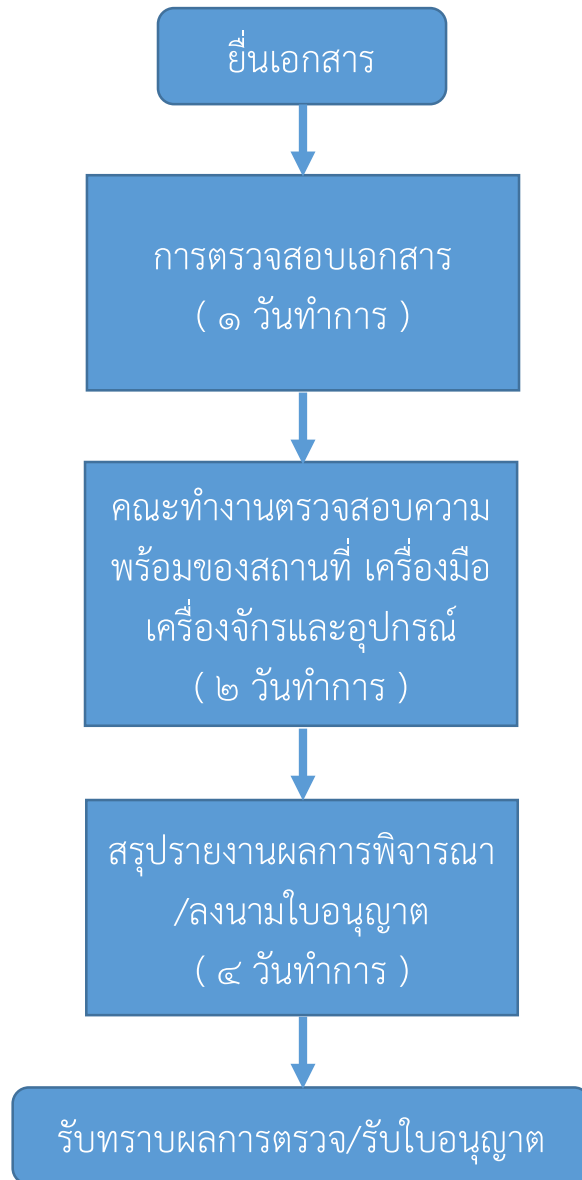 ยื่นเอกสาร
การตรวจสอบเอกสาร
( ๑ วันทำการ )
คณะทำงานตรวจสอบความ
พร้อมของสถานที่ เครื่องมือ
เครื่องจักรและอุปกรณ์
( ๒ วันทำการ )
สรุปรายงานผลการพิจารณา
/ลงนามใบอนุญาต
( ๔ วันทำการ )
รับทราบผลการตรวจ/รับใบอนุญาต